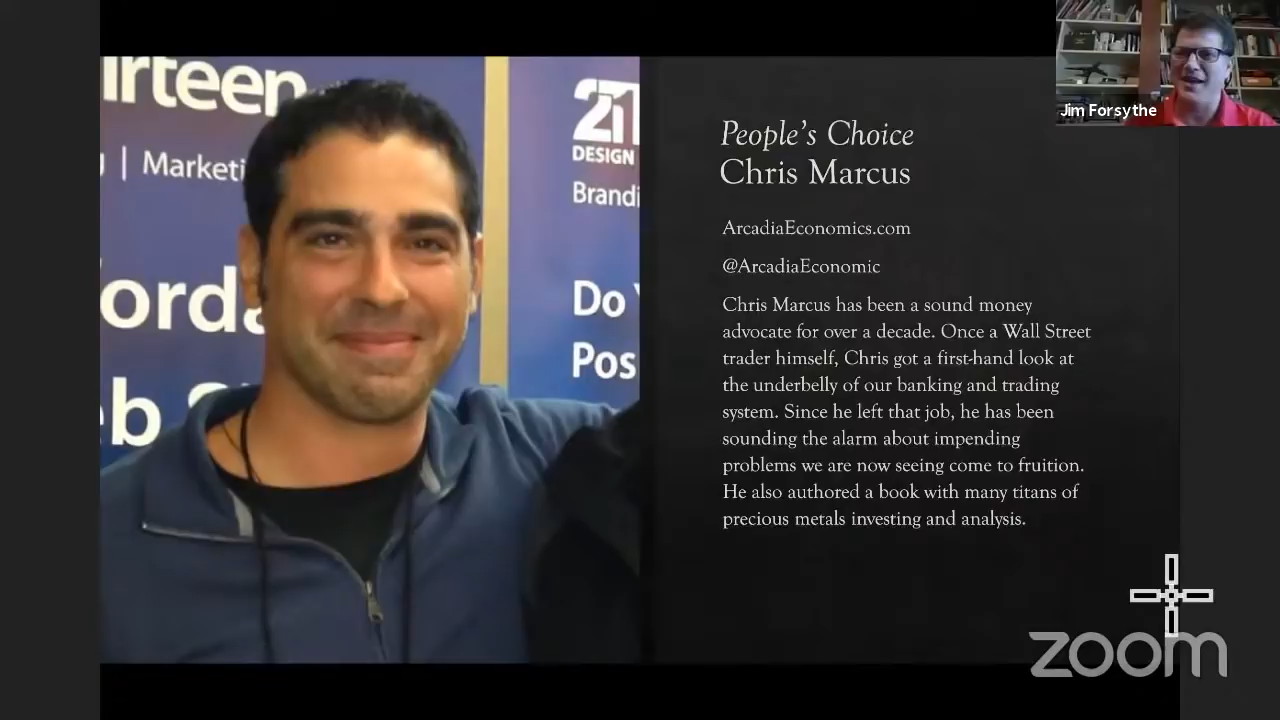 Jim Forsythe
irteen
| Marketi
orda
eb S
21
DESIGN
Brandi
Do
Pos
People's Choice
Chris Marcus
ArcadiaEconomics.com
@ArcadiaEconomic
Chris Marcus has been a sound money
advocate for over a decade. Once a Wall Street
trader himself, Chris got a first-hand look at
the underbelly of our banking and trading
system. Since he left that job, he has been
sounding the alarm about impending
problems we are now seeing come to fruition.
He also authored a book with many titans of
precious metals investing and analysis.
zoom